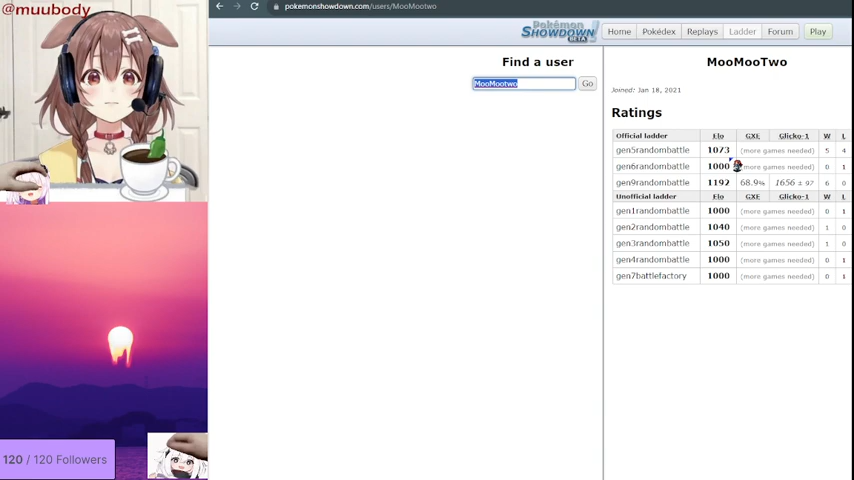 @muubody
pokemonshowdown.com/users/MooMootwo
Pokémon
SHOWDOWN!
BETA
Home
Pokédex
Replays
Ladder
Forum
Play
Find a user
MooMootwo
Go
MooMooTwo
Joined: Jan 18, 2021
Ratings
Official ladder Elo GXE Glicko-1 W L
gen5randombattle 1073 (more games needed) 5 4
gen6randombattle 1000 more games needed) 0 1
gen9randombattle 1192 68.9% 1656 ± 97 6 0
Unofficial ladder Elo GXE Glicko-1 W L
gen1randombattle 1000 (more games needed) 0 1
gen2randombattle 1040 (more games needed) 1 0
gen3randombattle 1050 (more games needed) 1 0
gen4randombattle 1000 (more games needed) 0 1
gen7battlefactory 1000 (more games needed) 0 1
120 / 120 Followers